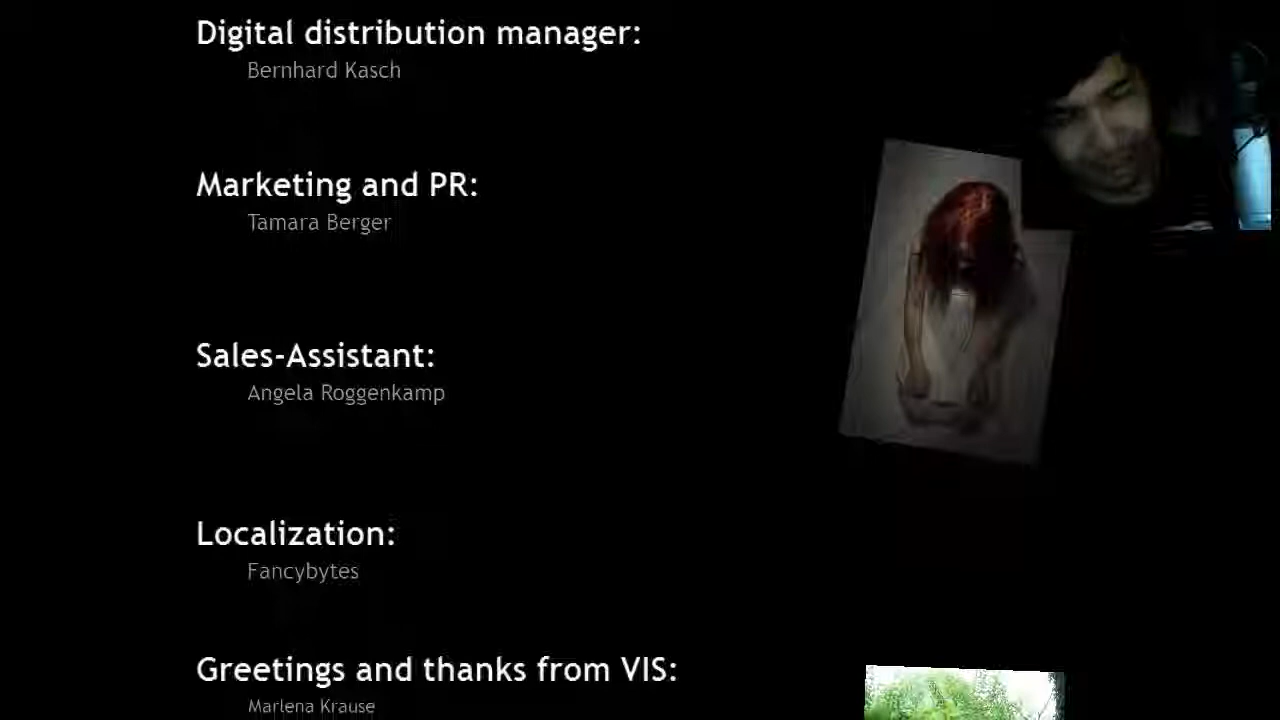 Digital distribution manager:
Bernhard Kasch
Marketing and PR:
Tamara Berger
Sales-Assistant:
Angela Roggenkamp
Localization:
Fancybytes
Greetings and thanks from VIS:
Marlena Krause